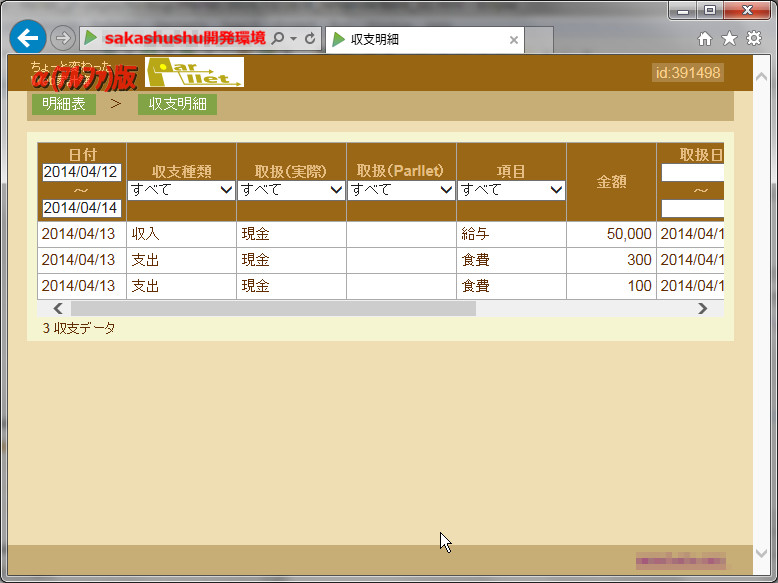 sakashushu開発環境
収支明細
ちょーと変わった
α(アルファ)版
Parllet
id:391498
明細表 > 収支明細
日付 収支種類 取扱(実際) 取扱(Parllet) 項目 金額 取扱日
2014/04/12 すべて すべて すべて すべて
～ ～
2014/04/14
2014/04/13 収入 現金 給与 50,000 2014/04/1
2014/04/13 支出 現金 食費 300 2014/04/1
2014/04/13 支出 現金 食費 100 2014/04/1
3 収支データ